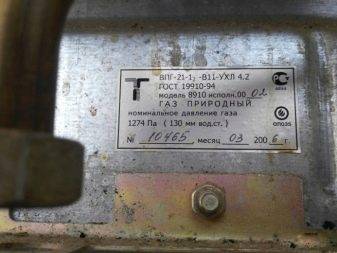 ВПГ-21-1-В11-УХЛ 4.2
ГОСТ 19910-94
модель 8910 исполн.00 02
ГАЗ ПРИРОДНЫЙ
номинальное давление газа
1274 Па ( 130 мм вод.ст.)
№ 10465 месяц 03 2006 г.